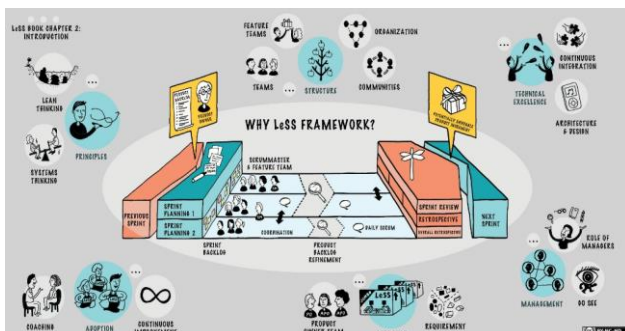 LeSS BOOK CHAPTER 2:
INTRODUCTION
FEATURE
TEAMS
ORGANIZATION
TEAMS
STRUCTURE
COMMUNITIES
CONTINUOUS
INTEGRATION
TECHNICAL
EXCELLENCE
ARCHITECTURE
& DESIGN
LEAN
THINKING
PRINCIPLES
SYSTEMS
THINKING
PRODUCT
OWNER
WHY LeSS FRAMEWORK?
SCRUMMASTER
& FEATURE TEAM
PREVIOUS
SPRINT
SPRINT
PLANNING 1
SPRINT
PLANNING 2
SPRINT
BACKLOG
COORDINATION
PRODUCT
BACKLOG
REFINEMENT
DAILY SCRUM
SPRINT REVIEW
RETROSPECTIVE
OVERALL RETROSPECTIVE
NEXT
SPRINT
ROLE OF
MANAGERS
MANAGEMENT
GO SEE
COACHING
ADOPTION
CONTINUOUS
PRODUCT
LeSS
REQUIREMENT